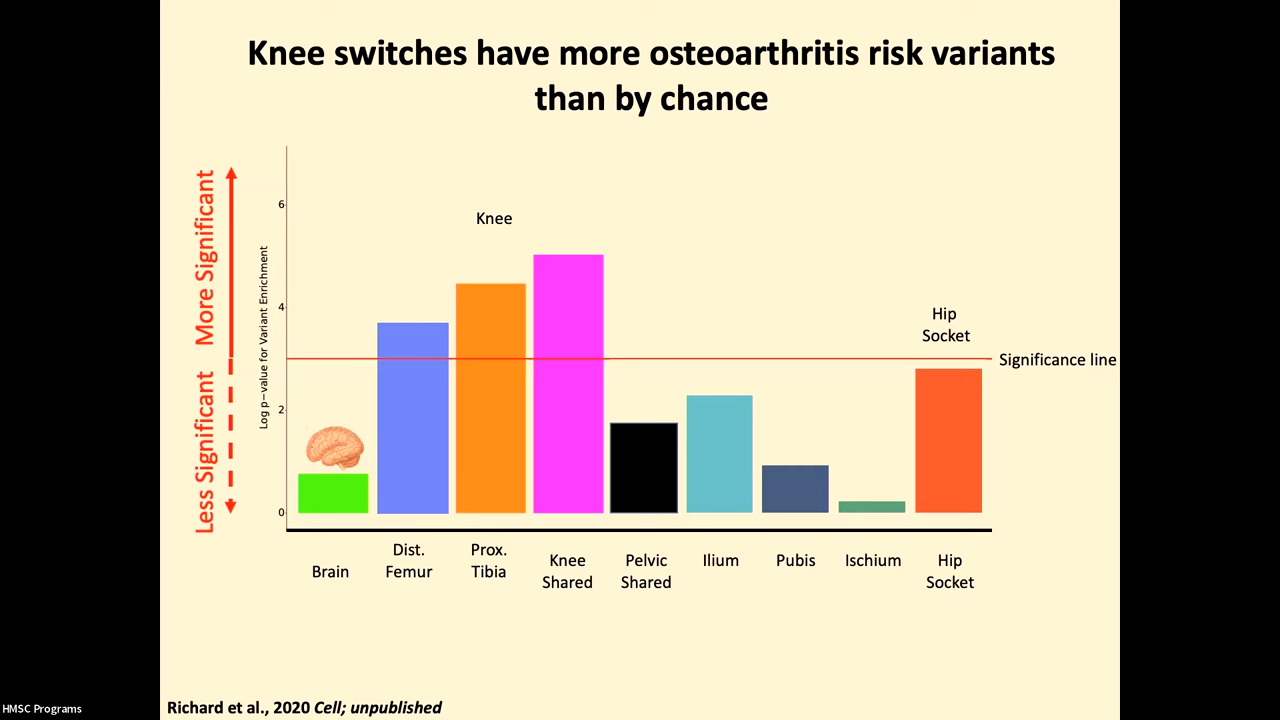 Knee switches have more osteoarthritis risk variants
than by chance
More Significant
Less Significant
Log p−value for Variant Enrichment
6
4
2
0
Knee
Hip
Socket
Significance line
Brain
Dist.
Femur
Prox.
Tibia
Knee
Shared
Pelvic
Shared
Ilium
Pubis
Ischium
Hip
Socket
Richard et al., 2020 Cell; unpublished
HMSC Programs